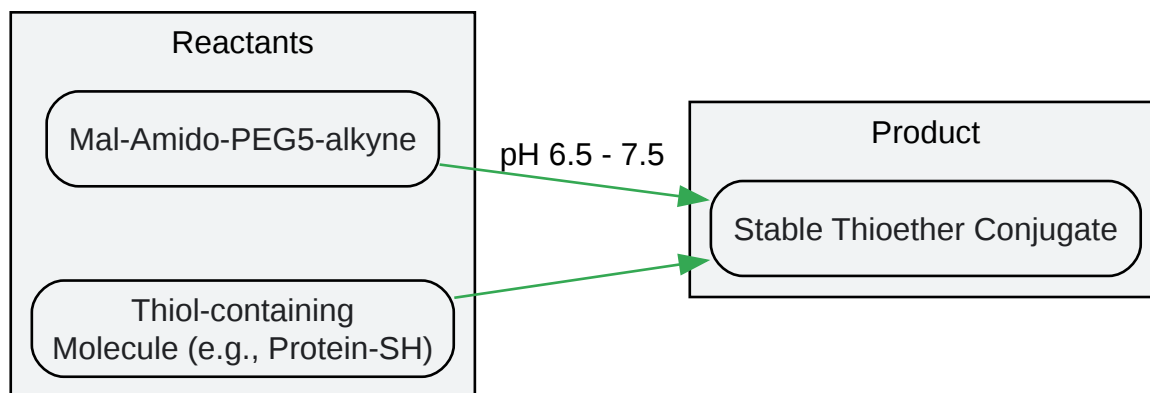 Reactants
Mal-Amido-PEG5-alkyne
Thiol-containing
Molecule (e.g., Protein-SH)
pH 6.5 - 7.5
Product
Stable Thioether Conjugate